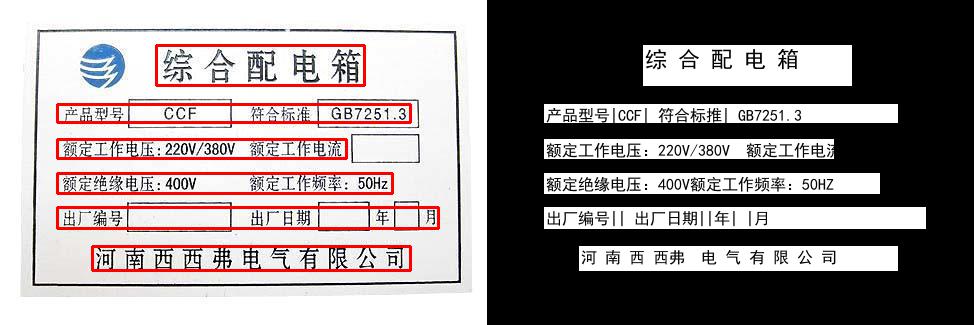 综合配电箱 综合配电箱
产品型号 CCF 符合标准 GB7251.3 产品型号|CCF| 符合标推| GB7251.3
额定工作电压:220V/380V 额定工作电流 额定工作电压: 220V/380V 额定工作电流
额定绝缘电压:400V 额定工作频率: 50Hz 额定绝缘电压: 400V额定工作频率: 50HZ
出厂编号 出厂日期 年 月 出厂编号|| 出厂日期||年| |月
河南西西弗电气有限公司 河南西西弗 电气有限公司